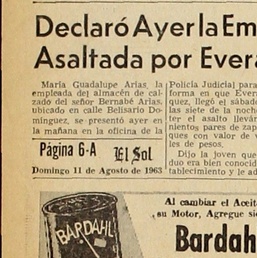 Declaró Ayer la Em
Asaltada por Ever
María Guadalupe Arias, la
empleada del almacén de cal-
zado del señor Bernabé Arias,
ubicado en calle Belisario Do-
mínguez, se presentó ayer en
la mañana en la oficina de la
Policía Judicial para
forma en que Ever
quez, llegó el sábado
las siete de la noche
ter el asalto lleván
nientos pares de zap
ques con un valor
les de pesos.
Dijo la joven que
duo era bien conocid
tablecimiento y le ad
Página 6-A El Sol
Domingo 11 de Agosto de 1963
Al cambiar el Aceit
su Motor, Agregue si
Bardah
BARDAHL